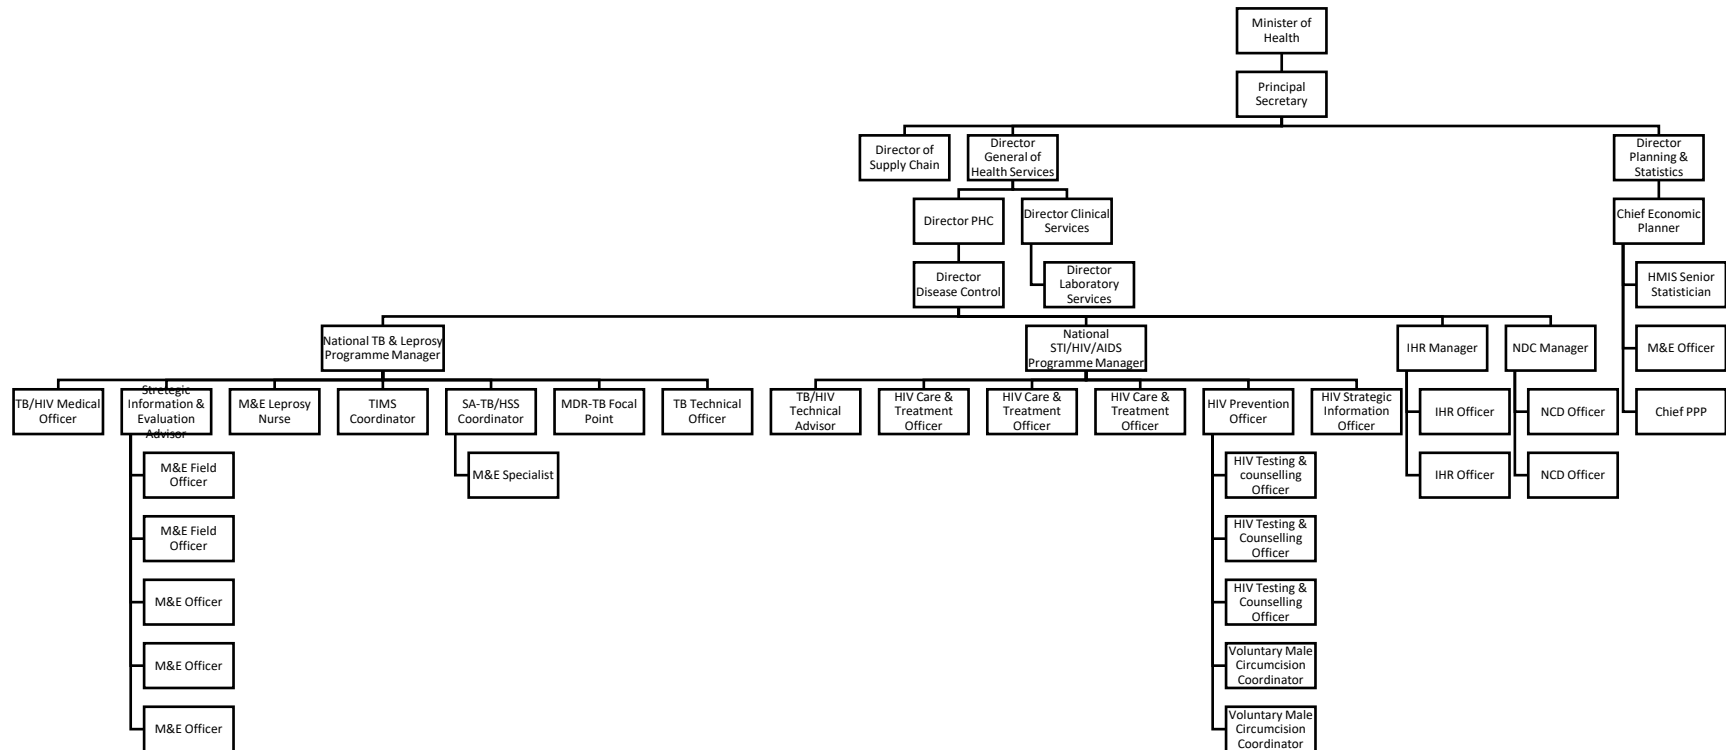 Minister of
Health
Principal
Secretary
Director of
Supply Chain
Director
General of
Health Services
Director
Planning &
Statistics
Director PHC
Director Clinical
Services
Chief Economic
Planner
Director
Disease Control
Director
Laboratory
Services
HMIS Senior
Statistician
National TB & Leprosy
Programme Manager
National
STI/HIV/AIDS
Programme Manager
IHR Manager
NDC Manager
M&E Officer
TB/HIV Medical
Officer
Stretegic
Information &
Evaluation
Advisor
M&E Leprosy
Nurse
TIMS
Coordinator
SA-TB/HSS
Coordinator
MDR-TB Focal
Point
TB Technical
Officer
TB/HIV
Technical
Advisor
HIV Care &
Treatment
Officer
HIV Care &
Treatment
Officer
HIV Care &
Treatment
Officer
HIV Prevention
Officer
HIV Strategic
Information
Officer
IHR Officer
NCD Officer
Chief PPP
M&E Field
Officer
M&E Specialist
HIV Testing &
counselling
Officer
IHR Officer
NCD Officer
M&E Field
Officer
HIV Testing &
Counselling
Officer
M&E Officer
HIV Testing &
Counselling
Officer
M&E Officer
Voluntary Male
Circumcision
Coordinator
M&E Officer
Voluntary Male
Circumcision
Coordinator